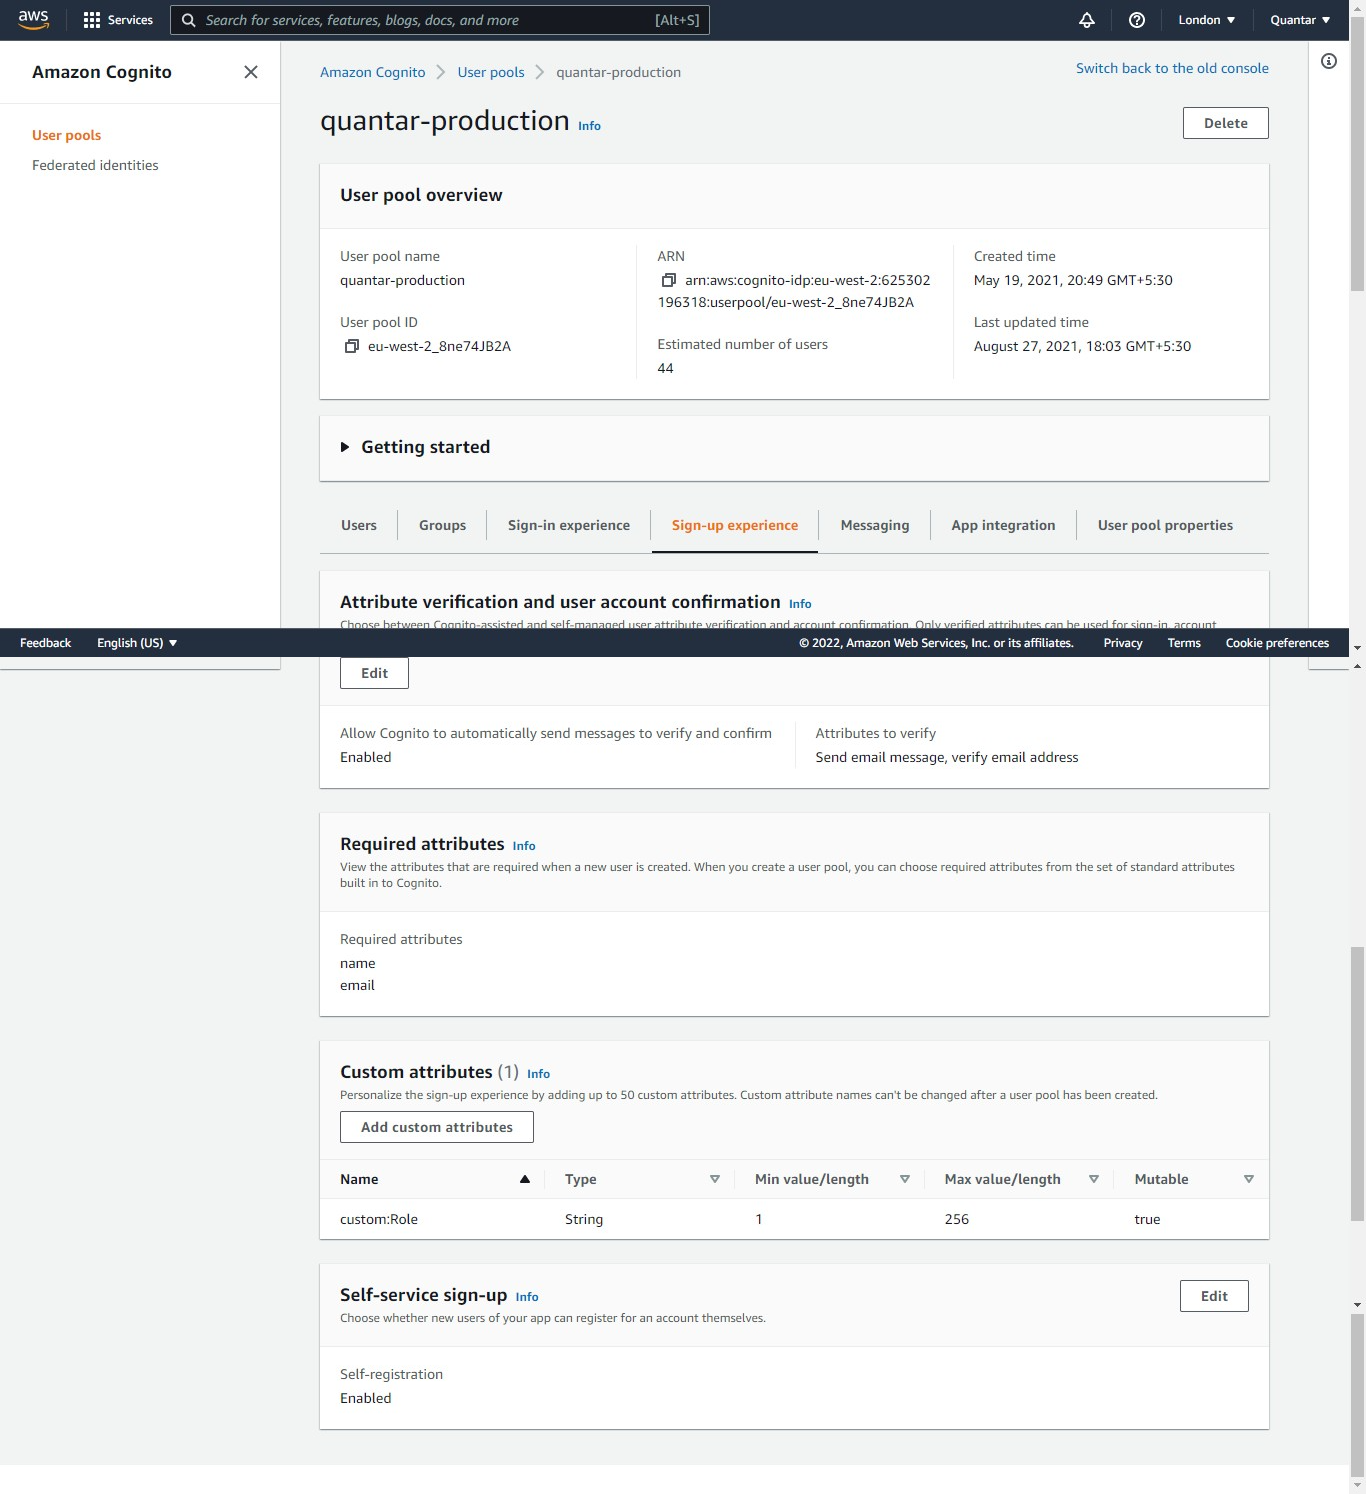 aws
Services
Search for services, features, blogs, docs, and more
[Alt+S]
London
Quantar
Amazon Cognito
User pools
Federated identities
Amazon Cognito
User pools
quantar-production
Switch back to the old console
quantar-production Info
Delete
User pool overview
User pool name
quantar-production
User pool ID
eu-west-2_8ne74JB2A
ARN
arn:aws:cognito-idp:eu-west-2:625302
196318:userpool/eu-west-2_8ne74JB2A
Estimated number of users
44
Created time
May 19, 2021, 20:49 GMT+5:30
Last updated time
August 27, 2021, 18:03 GMT+5:30
Getting started
Users
Groups
Sign-in experience
Sign-up experience
Messaging
App integration
User pool properties
Attribute verification and user account confirmation Info
Choose between Cognito-assisted and self-managed user attribute verification and account confirmation. Only verified attributes can be used for sign-in, account
Feedback
English (US)
© 2022, Amazon Web Services, Inc. or its affiliates.
Privacy
Terms
Cookie preferences
Edit
Allow Cognito to automatically send messages to verify and confirm
Enabled
Attributes to verify
Send email message, verify email address
Required attributes Info
View the attributes that are required when a new user is created. When you create a user pool, you can choose required attributes from the set of standard attributes
built in to Cognito.
Required attributes
name
email
Custom attributes (1) Info
Personalize the sign-up experience by adding up to 50 custom attributes. Custom attribute names can't be changed after a user pool has been created.
Add custom attributes
Name
Type
Min value/length
Max value/length
Mutable
custom:Role
String
1
256
true
Self-service sign-up Info
Edit
Choose whether new users of your app can register for an account themselves.
Self-registration
Enabled